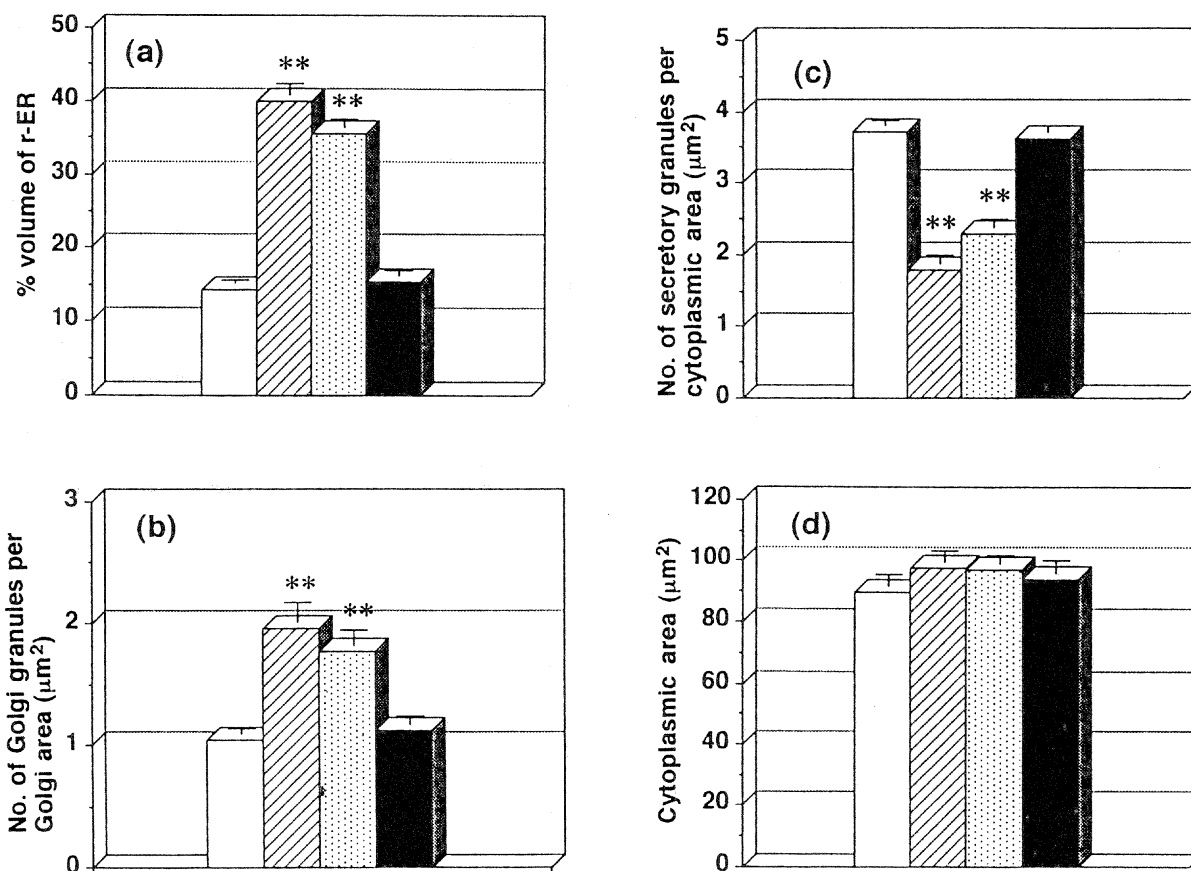 (a)
% volume of r-ER
50
40
30
20
10
0
**
**
(c)
No. of secretory granules per
cytoplasmic area (μm²)
5
4
3
2
1
0
**
**
(b)
No. of Golgi granules per
Golgi area (μm²)
3
2
1
0
**
**
(d)
Cytoplasmic area (μm²)
120
100
80
60
40
20
0